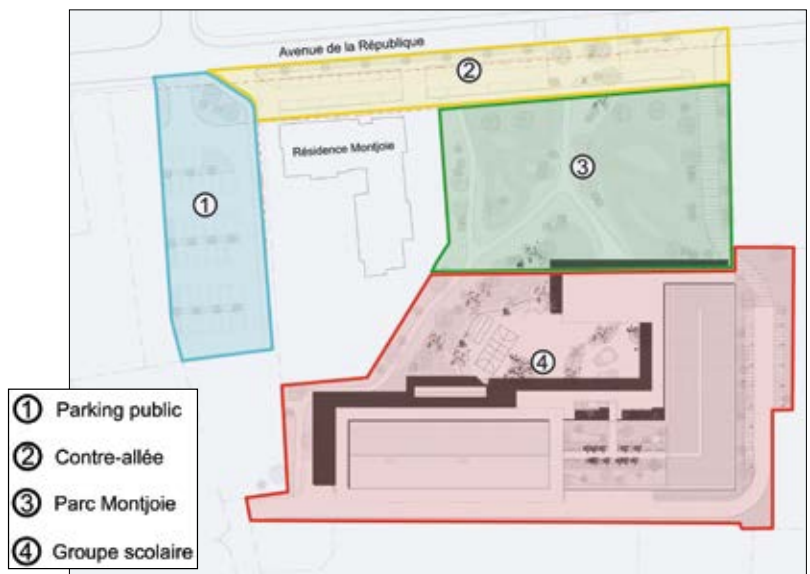 Avenue de la République
②
Résidence Montjoie
③
①
④
① Parking public
② Contre-allée
③ Parc Montjoie
④ Groupe scolaire